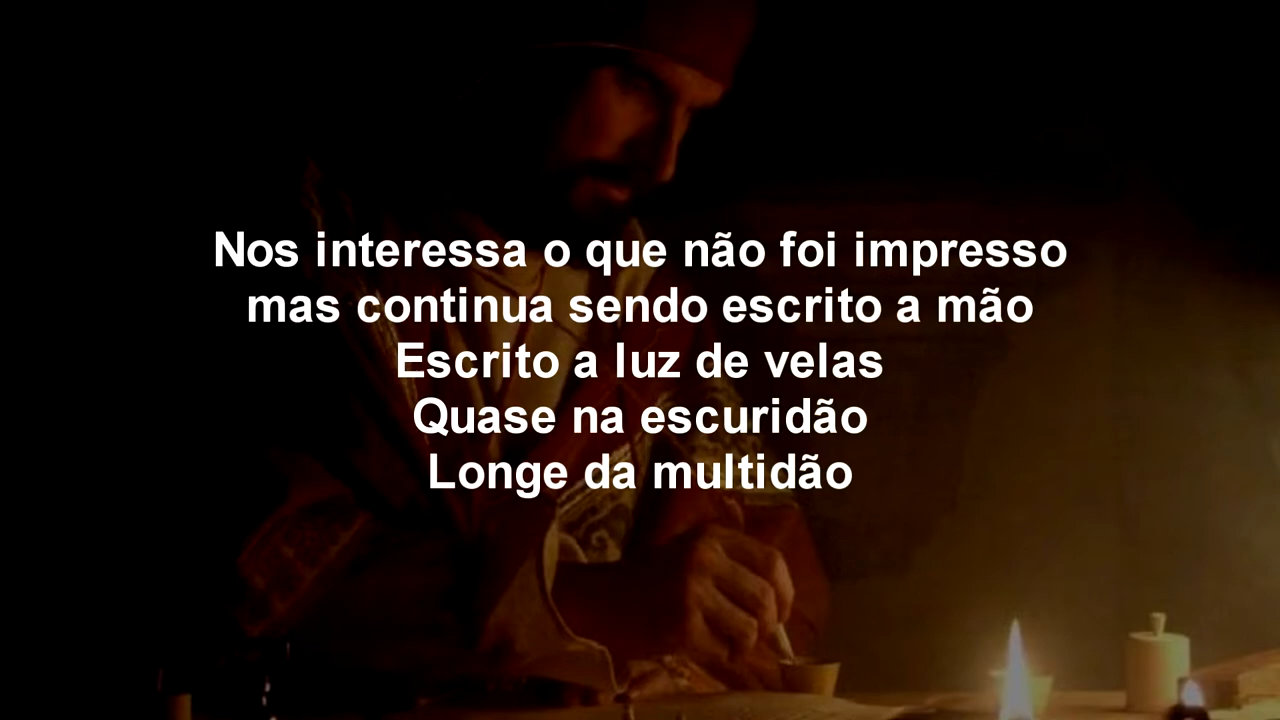 Nos interessa o que não foi impresso
mas continua sendo escrito a mão
Escrito a luz de velas
Quase na escuridão
Longe da multidão